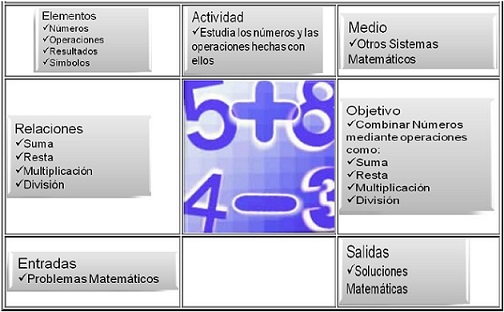 Elementos
✓Numeros
✓Operaciones
✓Resultados
✓Simbolos
Actividad
✓Estudia los números y las
operaciones hechas con
ellos
Medio
✓Otros Sistemas
Matemáticos
Relaciones
✓Suma
✓Resta
✓Multiplicación
✓División
5+8
4-3
Objetivo
✓Combinar Números
mediante operaciones
como:
✓Suma
✓Resta
✓Multiplicación
✓División
Entradas
✓Problemas Matemáticos
Salidas
✓Soluciones
Matemáticas